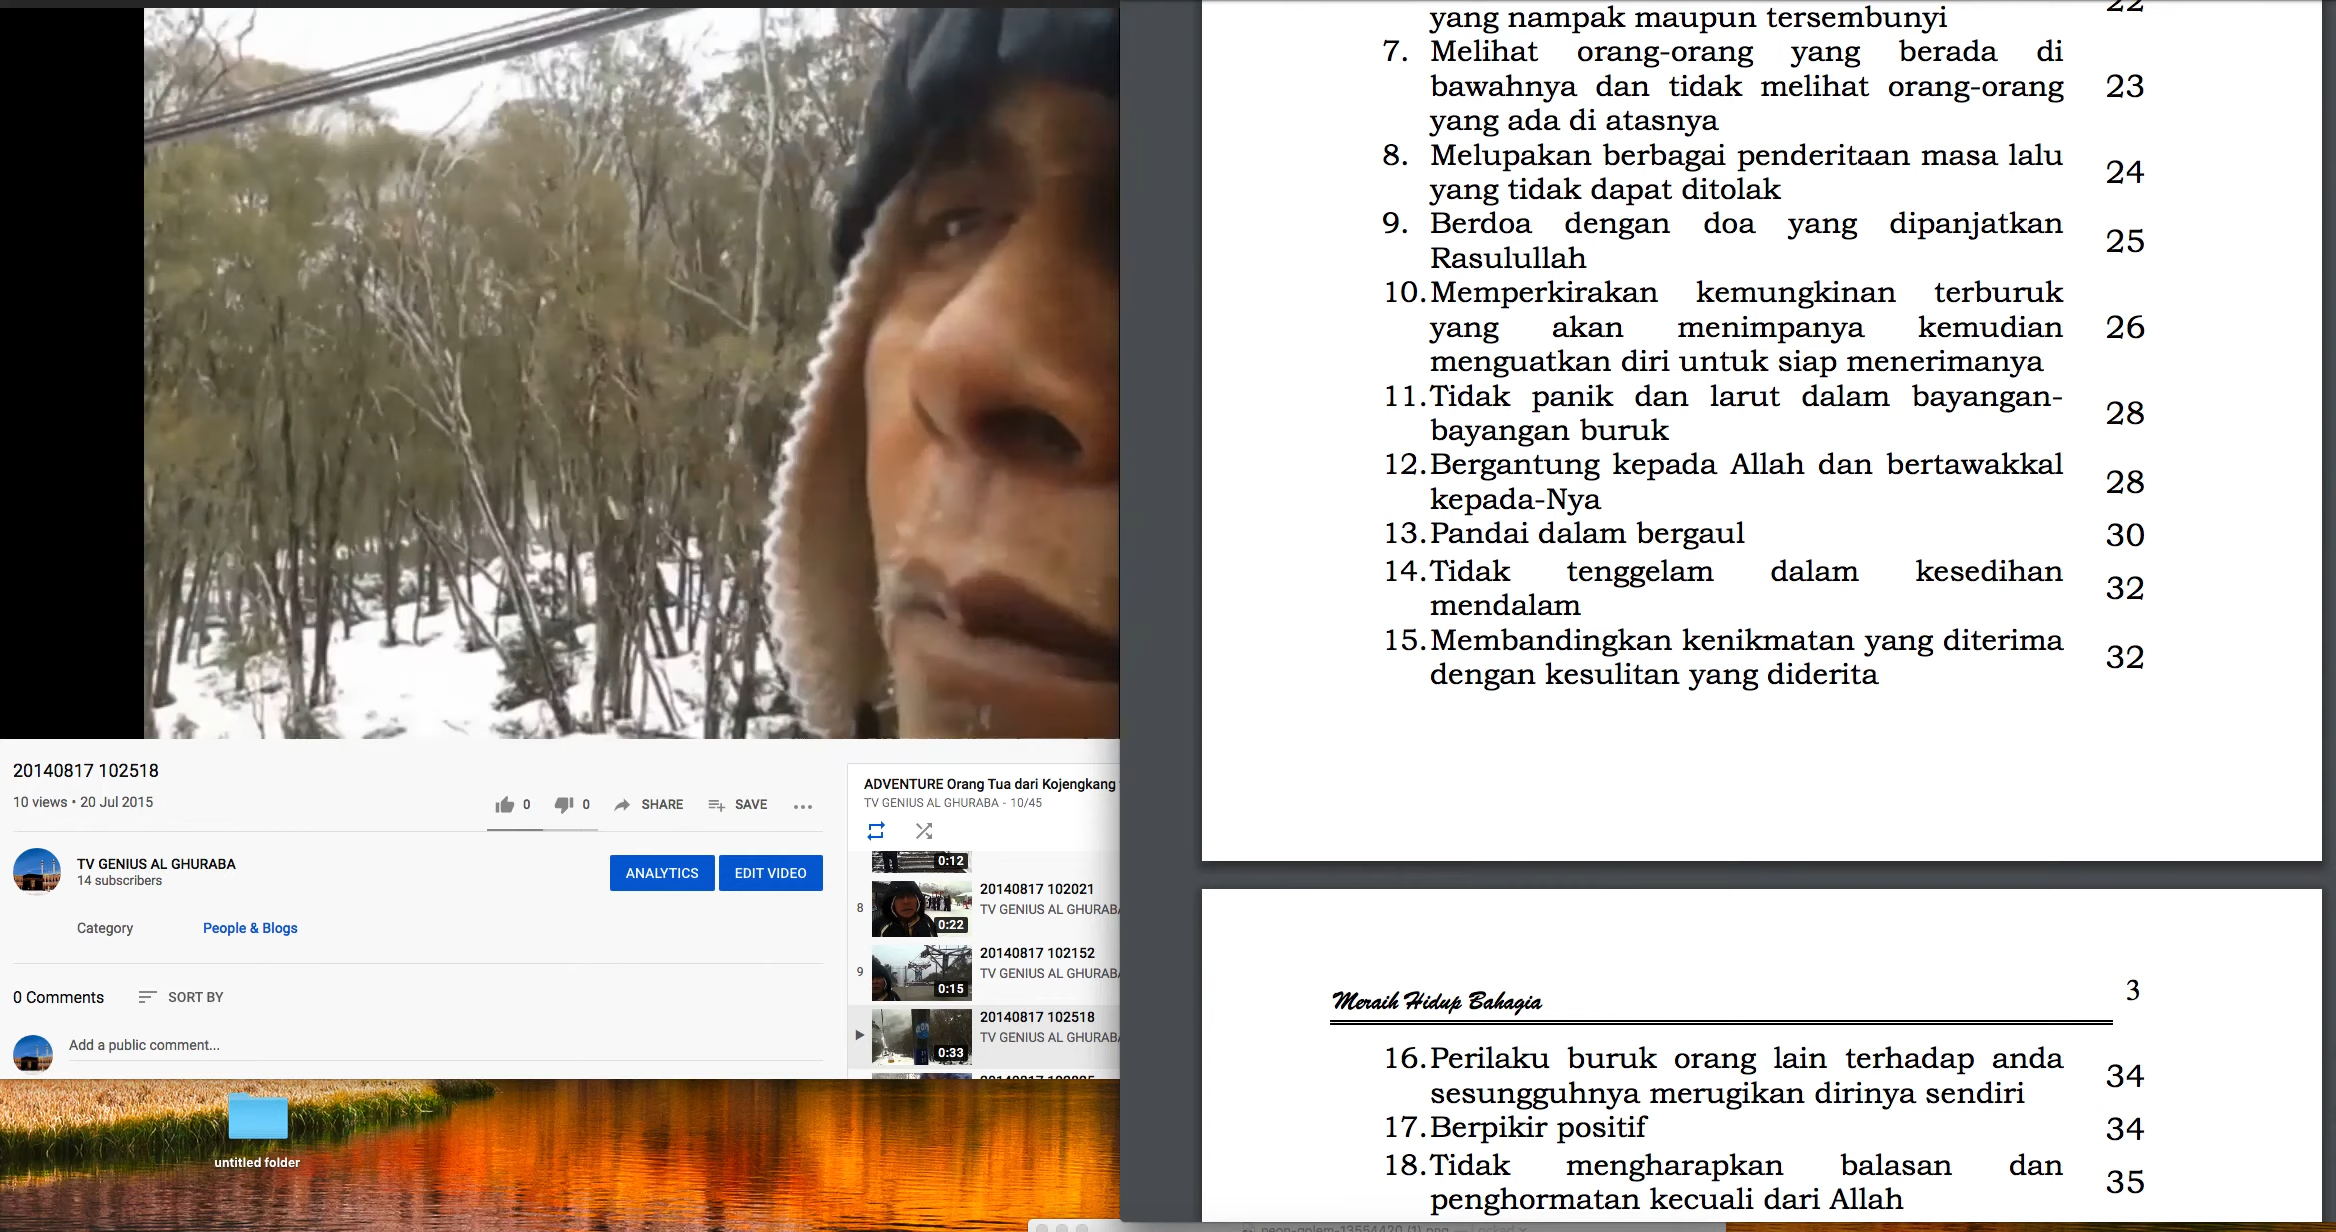 20140817 102518
10 views • 20 Jul 2015
0
0
SHARE
SAVE
TV GENIUS AL GHURABA
14 subscribers
ANALYTICS
EDIT VIDEO
Category
People & Blogs
0 Comments
SORT BY
Add a public comment...
ADVENTURE Orang Tua dari Kojengkang
TV GENIUS AL GHURABA - 10/45
0:12
8
0:22
20140817 102021
TV GENIUS AL GHURAB
9
0:15
20140817 102152
TV GENIUS AL GHURAB
0:33
20140817 102518
TV GENIUS AL GHURAB
untitled folder
22
yang nampak maupun tersembunyi
7. Melihat orang-orang yang berada di
bawahnya dan tidak melihat orang-orang 23
yang ada di atasnya
8. Melupakan berbagai penderitaan masa lalu 24
yang tidak dapat ditolak
9. Berdoa dengan doa yang dipanjatkan 25
Rasulullah
10. Memperkirakan kemungkinan terburuk
yang akan menimpanya kemudian 26
menguatkan diri untuk siap menerimanya
11. Tidak panik dan larut dalam bayangan- 28
bayangan buruk
12. Bergantung kepada Allah dan bertawakkal 28
kepada-Nya
13. Pandai dalam bergaul 30
14. Tidak tenggelam dalam kesedihan 32
mendalam
15. Membandingkan kenikmatan yang diterima 32
dengan kesulitan yang diderita
Meraih Hidup Bahagia 3
16. Perilaku buruk orang lain terhadap anda 34
sesungguhnya merugikan dirinya sendiri
17. Berpikir positif 34
18. Tidak mengharapkan balasan dan 35
penghormatan kecuali dari Allah